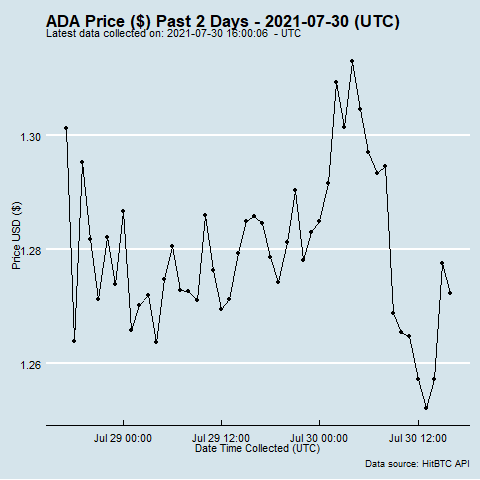 ADA Price ($) Past 2 Days - 2021-07-30 (UTC)
Latest data collected on: 2021-07-30 16:00:06 - UTC
1.30
1.28
1.26
Price USD ($)
Jul 29 00:00 Jul 29 12:00 Jul 30 00:00 Jul 30 12:00
Date Time Collected (UTC)
Data source: HitBTC API